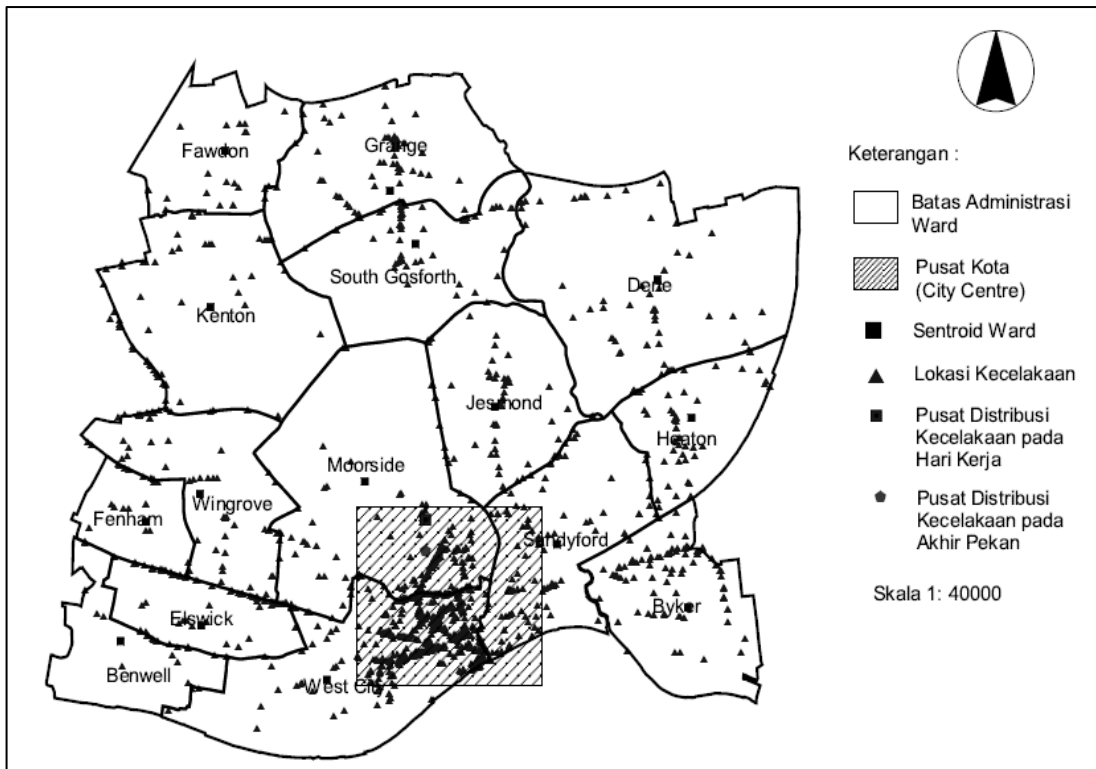 Fawdon
Grange
South Gosforth
Dene
Kenton
Jesmond
Heaton
Moorside
Wingrove
Fenham
Sandyford
Elswick
Byker
Benwell
West City
Keterangan :
Batas Administrasi
Ward
Pusat Kota
(City Centre)
Sentroid Ward
Lokasi Kecelakaan
Pusat Distribusi
Kecelakaan pada
Hari Kerja
Pusat Distribusi
Kecelakaan pada
Akhir Pekan
Skala 1: 40000